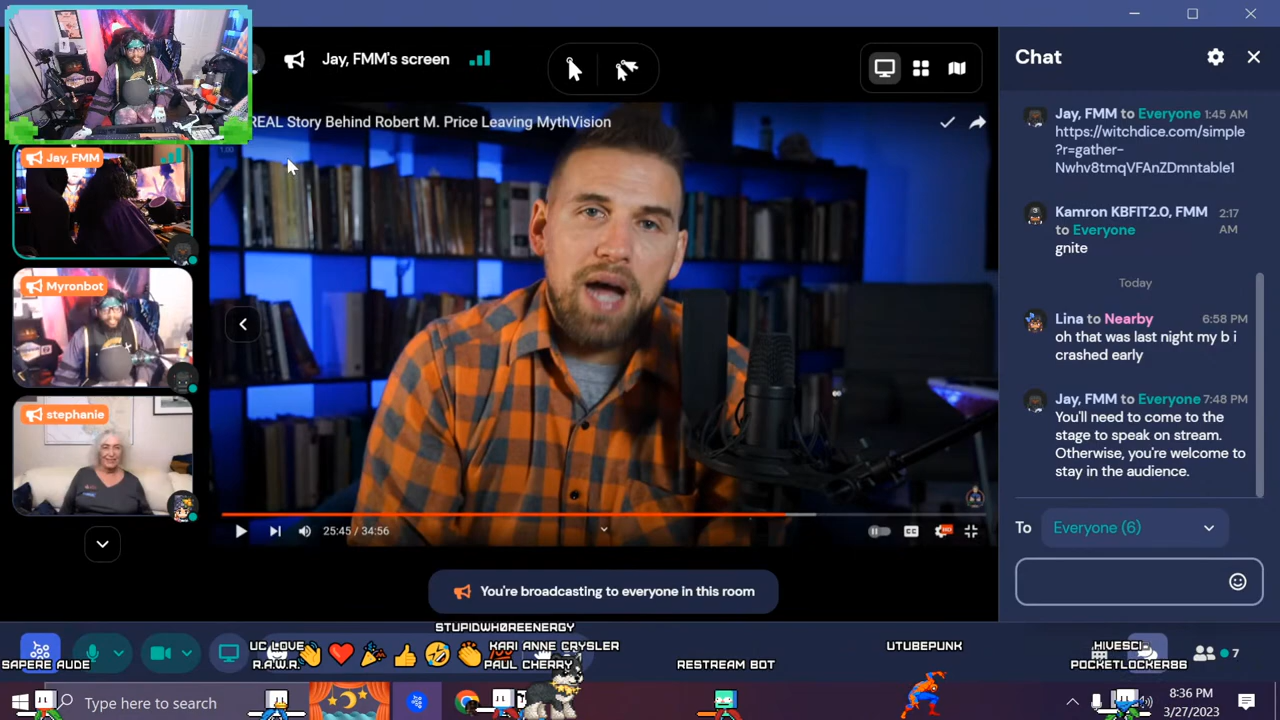 Jay, FMM's screen
REAL Story Behind Robert M. Price Leaving MythVision
Jay, FMM
Myronbot
stephanie
25:45 / 34:56
CC
HD
You're broadcasting to everyone in this room
Chat
Jay, FMM to Everyone 1:45 AM
https://witchdice.com/simple
?r=gather-
Nwhv8tmqVFAnZDmntable1
Kamron KBFIT2.0, FMM 2:17
to Everyone AM
gnite
Today
Lina to Nearby 6:58 PM
oh that was last night my b i
crashed early
Jay, FMM to Everyone 7:48 PM
You'll need to come to the
stage to speak on stream.
Otherwise, you're welcome to
stay in the audience.
To Everyone (6)
7
STUPIDWH0REENERGY
UC LOVE
KARI ANNE CRYSLER
UTUBEPUNK
HIVESCI
SAPERE AUDE
R.A.W.R.
PAUL CHERRY
RESTREAM BOT
POCKETLOCKER86
Type here to search
8:36 PM
3/27/2023